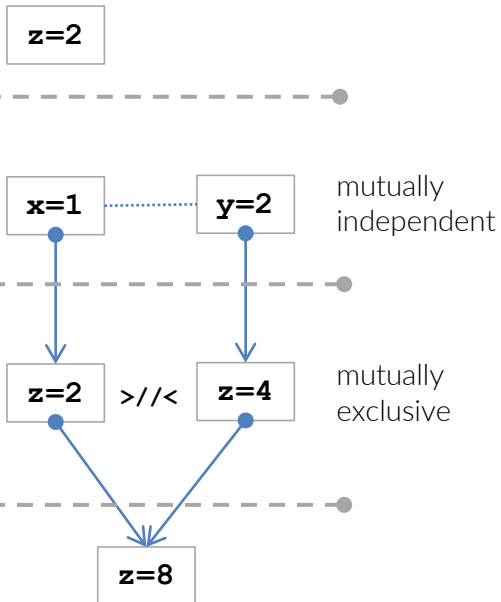 z=2
x=1
y=2
mutually
independent
z=2
>//<
z=4
mutually
exclusive
z=8